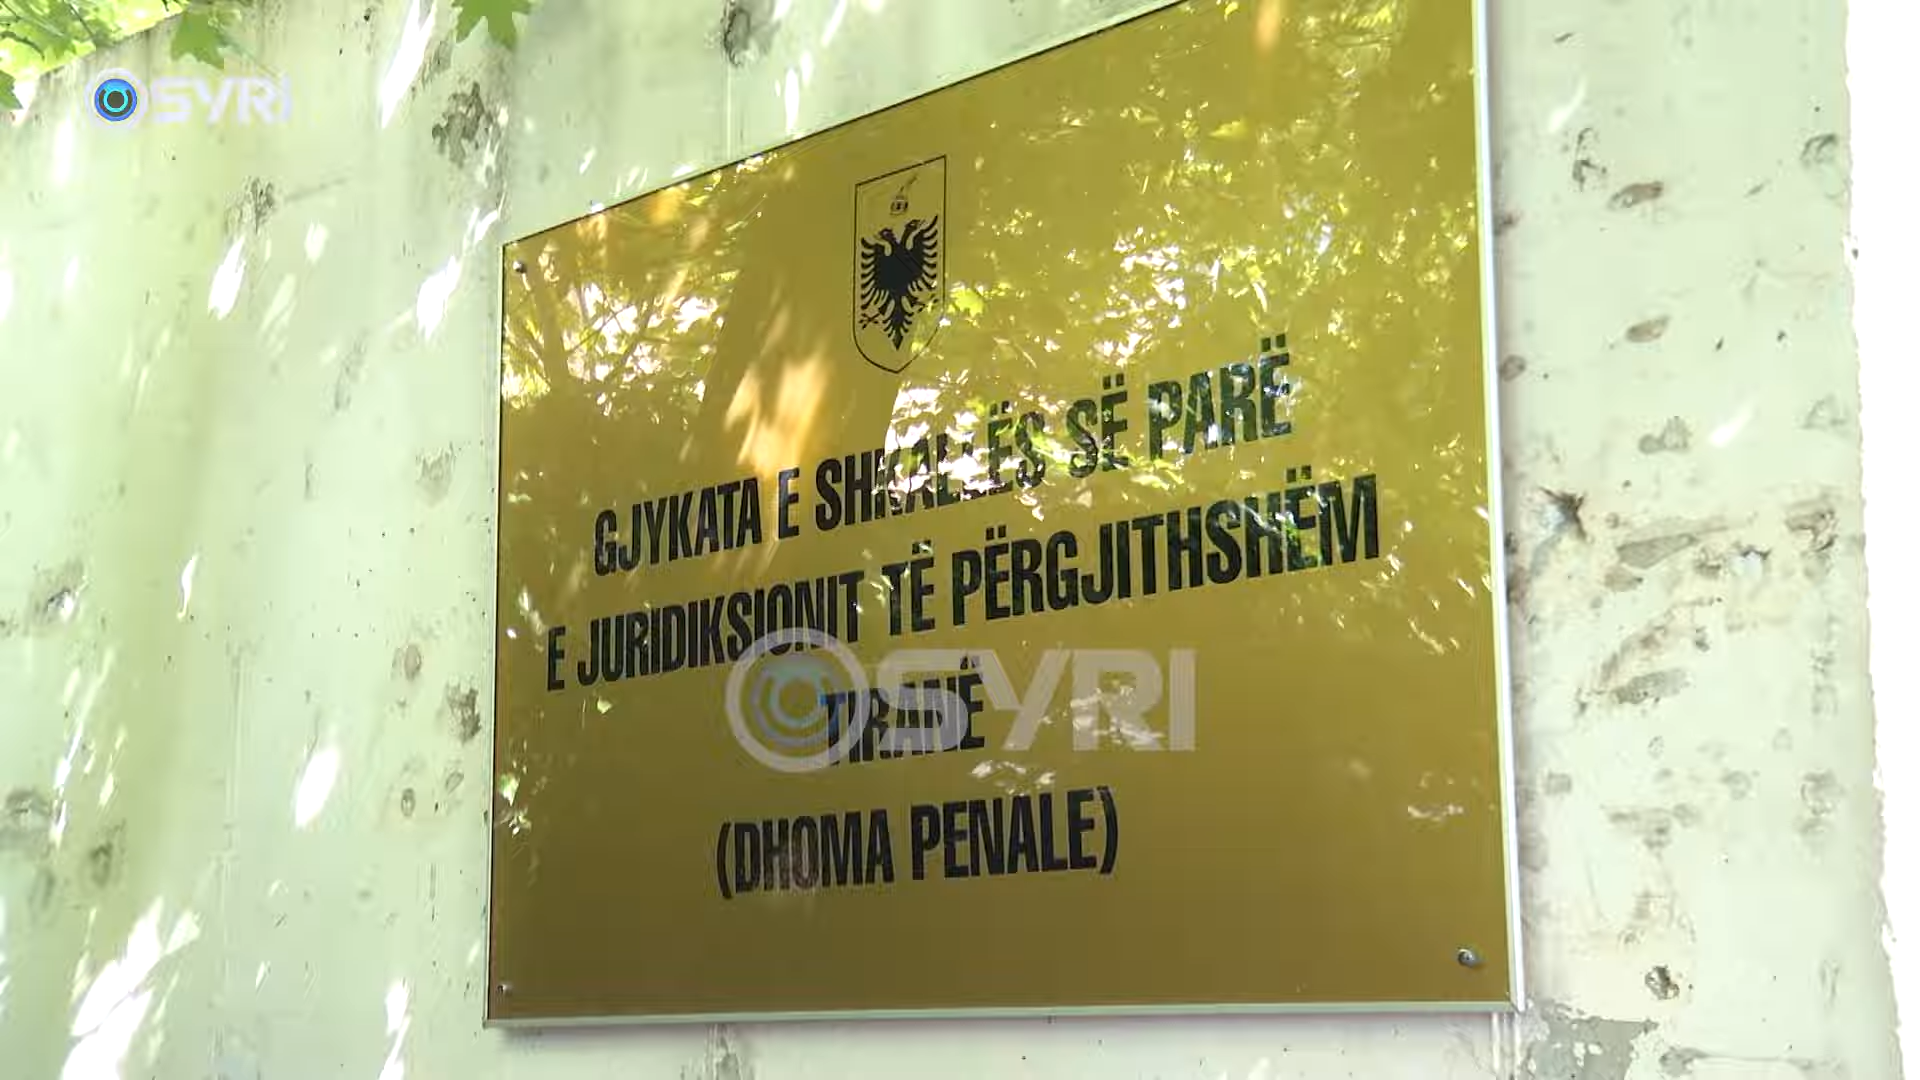 SYRI
GJYKATA E SHKALLËS SË PARË
E JURIDIKSIONIT TË PËRGJITHSHËM
TIRANË
SYRI
(DHOMA PENALE)